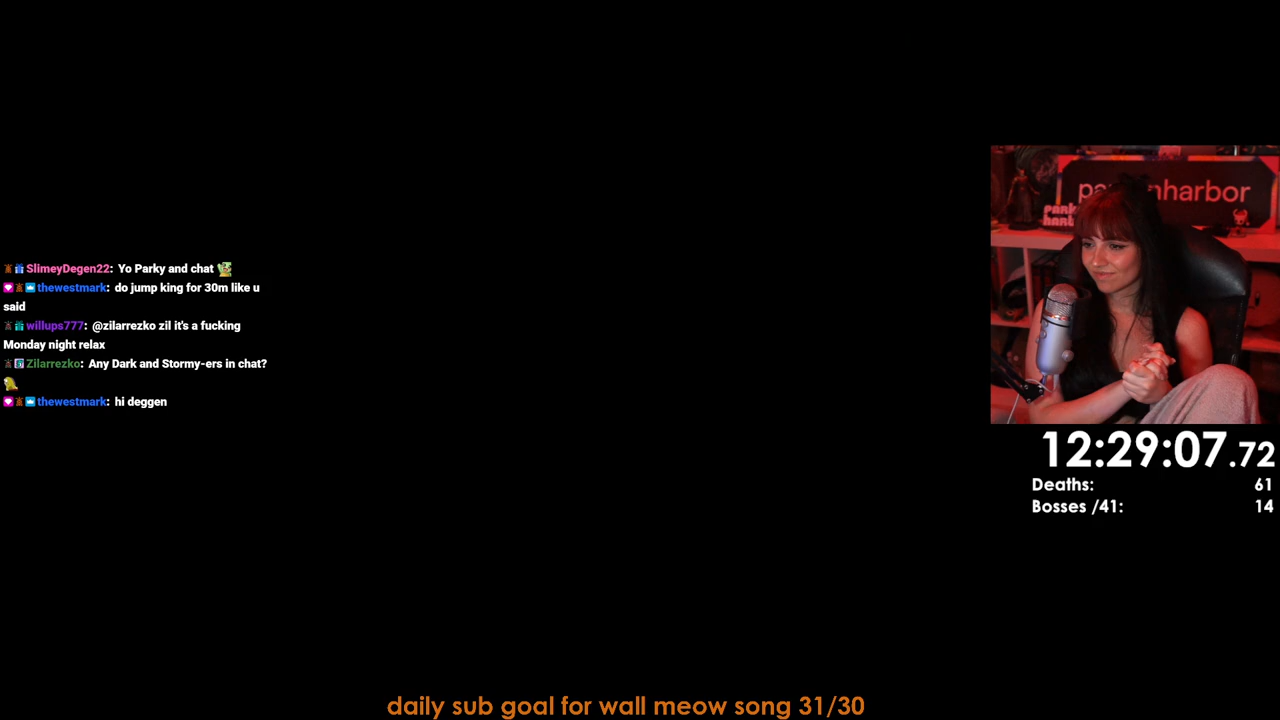 SlimeyDegen22: Yo Parky and chat
thewestmark: do jump king for 30m like u
said
willups777: @zilarrezko zil it's a fucking
Monday night relax
Zilarrezko: Any Dark and Stormy-ers in chat?
thewestmark: hi deggen
nharbor
12:29:07.72
Deaths: 61
Bosses /41: 14
daily sub goal for wall meow song 31/30